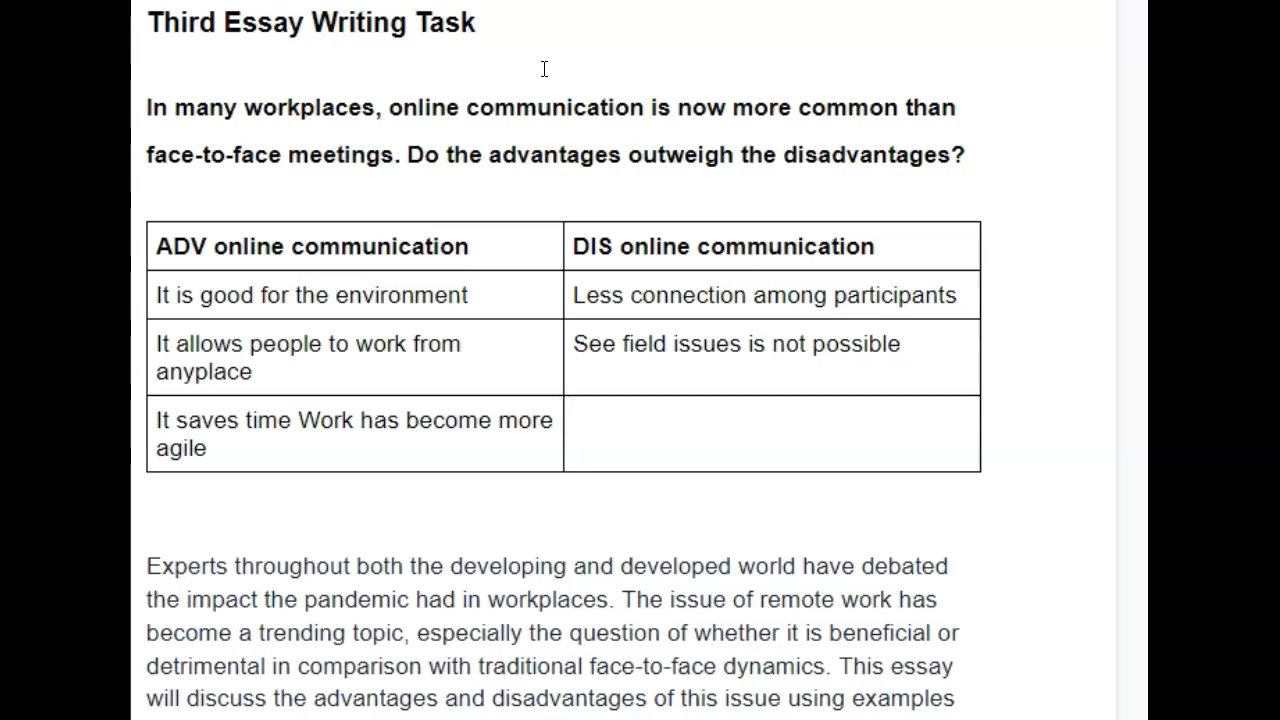 Third Essay Writing Task
In many workplaces, online communication is now more common than
face-to-face meetings. Do the advantages outweigh the disadvantages?
ADV online communication
DIS online communication
It is good for the environment
Less connection among participants
It allows people to work from
anyplace
See field issues is not possible
It saves time Work has become more
agile
Experts throughout both the developing and developed world have debated
the impact the pandemic had in workplaces. The issue of remote work has
become a trending topic, especially the question of whether it is beneficial or
detrimental in comparison with traditional face-to-face dynamics. This essay
will discuss the advantages and disadvantages of this issue using examples